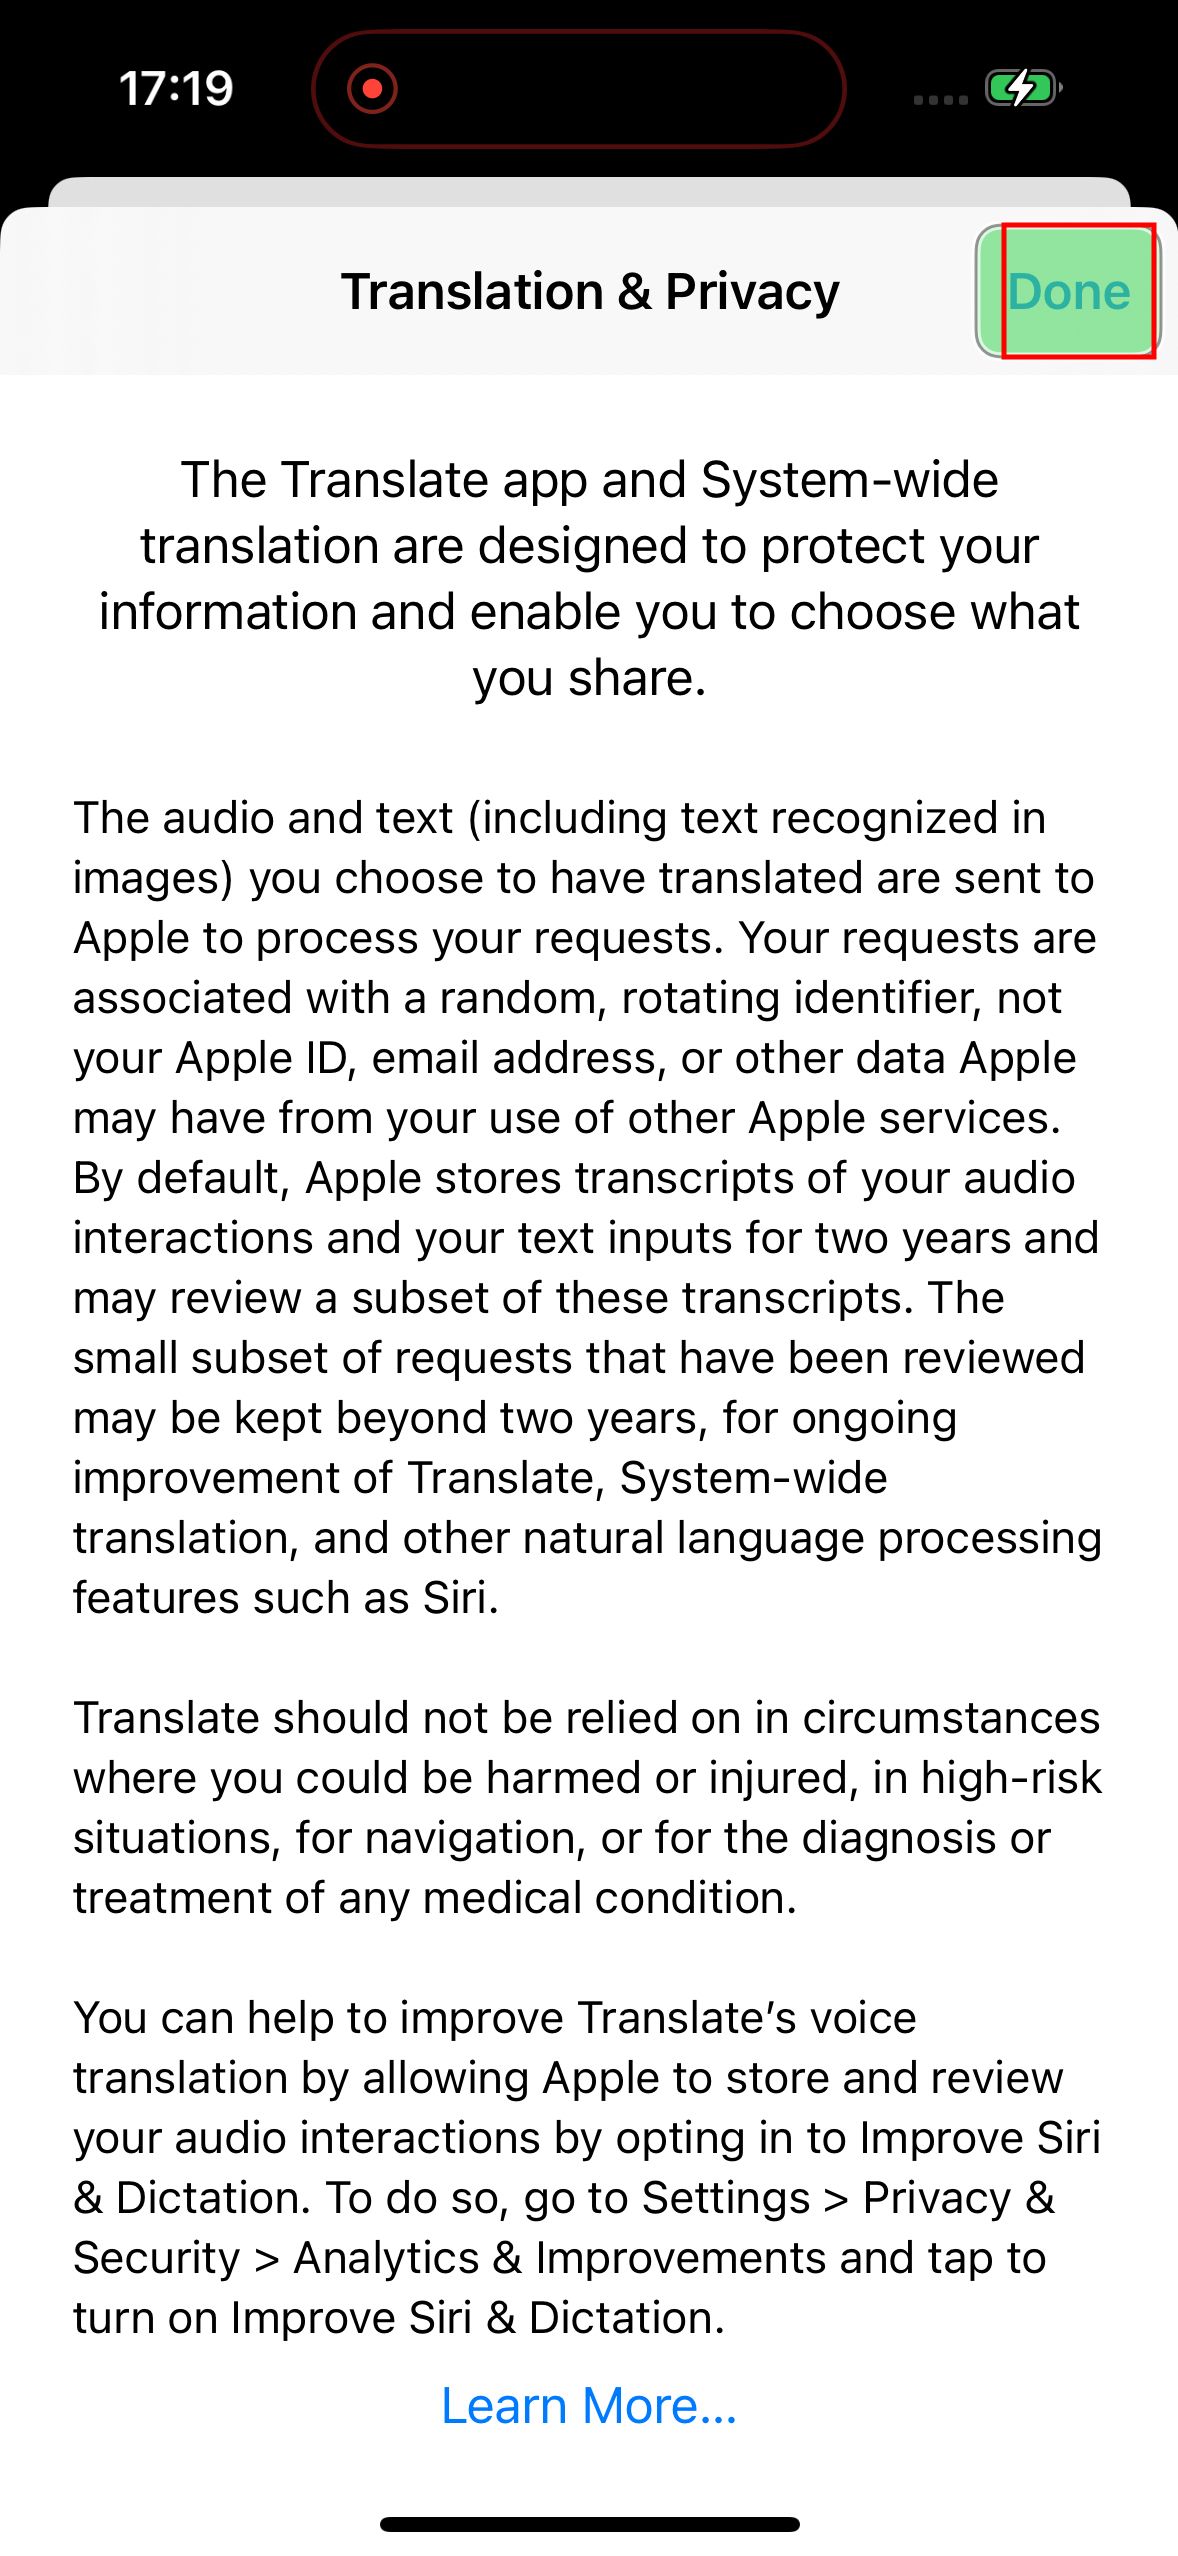 17:19
Translation & Privacy
Done
The Translate app and System-wide
translation are designed to protect your
information and enable you to choose what
you share.
The audio and text (including text recognized in
images) you choose to have translated are sent to
Apple to process your requests. Your requests are
associated with a random, rotating identifier, not
your Apple ID, email address, or other data Apple
may have from your use of other Apple services.
By default, Apple stores transcripts of your audio
interactions and your text inputs for two years and
may review a subset of these transcripts. The
small subset of requests that have been reviewed
may be kept beyond two years, for ongoing
improvement of Translate, System-wide
translation, and other natural language processing
features such as Siri.
Translate should not be relied on in circumstances
where you could be harmed or injured, in high-risk
situations, for navigation, or for the diagnosis or
treatment of any medical condition.
You can help to improve Translate’s voice
translation by allowing Apple to store and review
your audio interactions by opting in to Improve Siri
& Dictation. To do so, go to Settings > Privacy &
Security > Analytics & Improvements and tap to
turn on Improve Siri & Dictation.
Learn More...